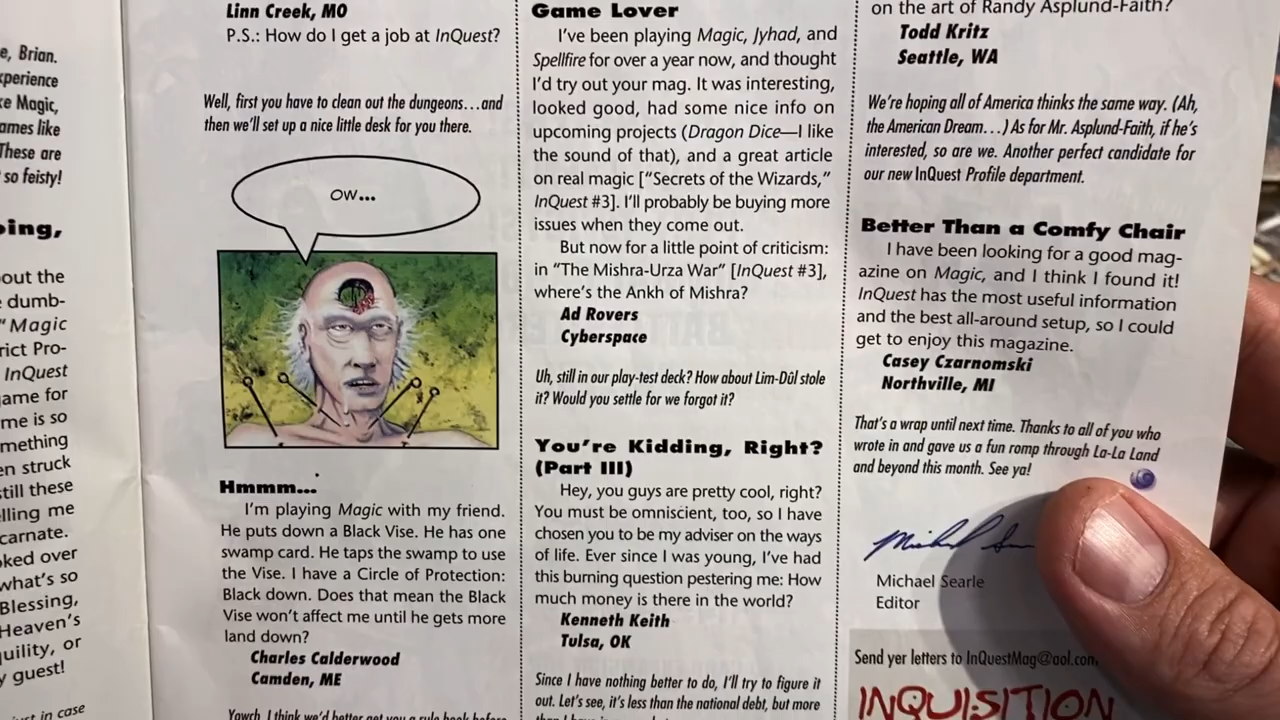 e, Brian.
xperience
ke Magic,
ames like
These are
so feisty!
oing,
out the
e dumb-
"Magic
rict Pro-
InQuest
game for
me is so
mething
en struck
still these
lling me
carnate.
oked over
what's so
Blessing,
Heaven's
quility, or
y guest!
just in case
Linn Creek, MO
P.S.: How do I get a job at InQuest?
Well, first you have to clean out the dungeons...and
then we'll set up a nice little desk for you there.
OW...
Hmmm...
I'm playing Magic with my friend.
He puts down a Black Vise. He has one
swamp card. He taps the swamp to use
the Vise. I have a Circle of Protection:
Black down. Does that mean the Black
Vise won't affect me until he gets more
land down?
Charles Calderwood
Camden, ME
Yowch, I think we'd better get you a rule book before
Game Lover
I've been playing Magic, Jyhad, and
Spellfire for over a year now, and thought
I'd try out your mag. It was interesting,
looked good, had some nice info on
upcoming projects (Dragon Dice—I like
the sound of that), and a great article
on real magic ["Secrets of the Wizards,"
InQuest #3]. I'll probably be buying more
issues when they come out.
But now for a little point of criticism:
in "The Mishra-Urza War" [InQuest #3],
where's the Ankh of Mishra?
Ad Rovers
Cyberspace
Uh, still in our play-test deck? How about Lim-Dûl stole
it? Would you settle for we forgot it?
You're Kidding, Right?
(Part III)
Hey, you guys are pretty cool, right?
You must be omniscient, too, so I have
chosen you to be my adviser on the ways
of life. Ever since I was young, I've had
this burning question pestering me: How
much money is there in the world?
Kenneth Keith
Tulsa, OK
Since I have nothing better to do, I'll try to figure it
out. Let's see, it's less than the national debt, but more
on the art of Randy Asplund-Faith?
Todd Kritz
Seattle, WA
We're hoping all of America thinks the same way. (Ah,
the American Dream...) As for Mr. Asplund-Faith, if he's
interested, so are we. Another perfect candidate for
our new InQuest Profile department.
Better Than a Comfy Chair
I have been looking for a good mag-
azine on Magic, and I think I found it!
InQuest has the most useful information
and the best all-around setup, so I could
get to enjoy this magazine.
Casey Czarnomski
Northville, MI
That's a wrap until next time. Thanks to all of you who
wrote in and gave us a fun romp through La-La Land
and beyond this month. See ya!
Michael Searle
Editor
Send yer letters to InQuestMag@aol.com,
INQUISITION